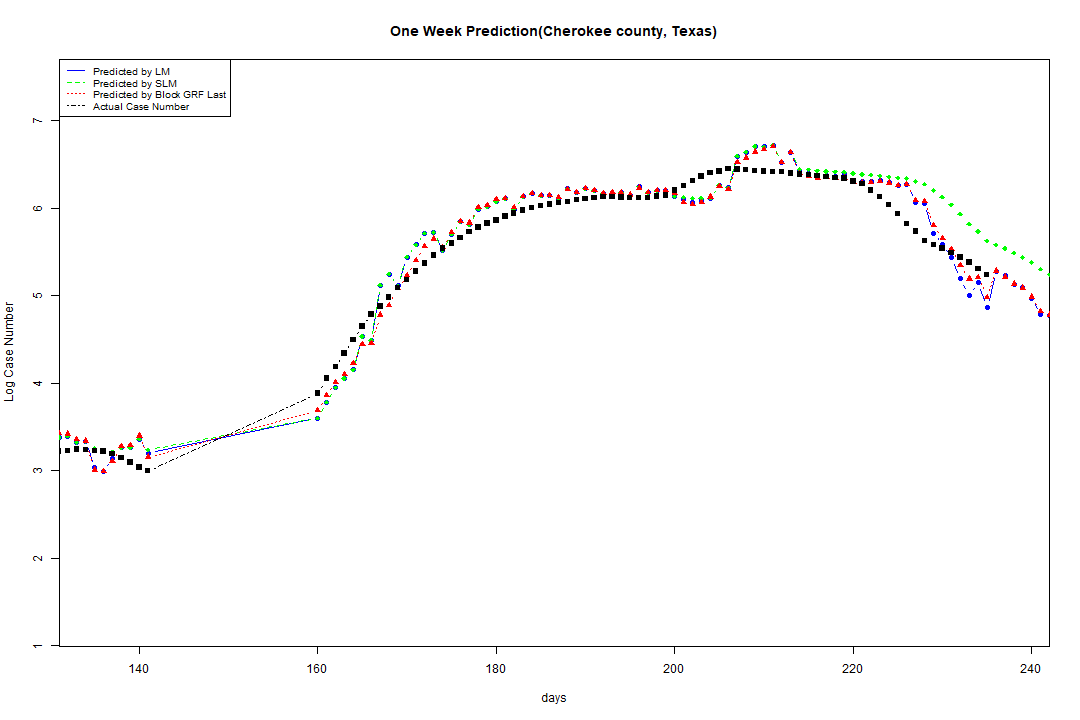 One Week Prediction(Cherokee county, Texas)
Predicted by LM
Predicted by SLM
Predicted by Block GRF Last
Actual Case Number
7
6
5
4
3
2
1
Log Case Number
140 160 180 200 220 240
days